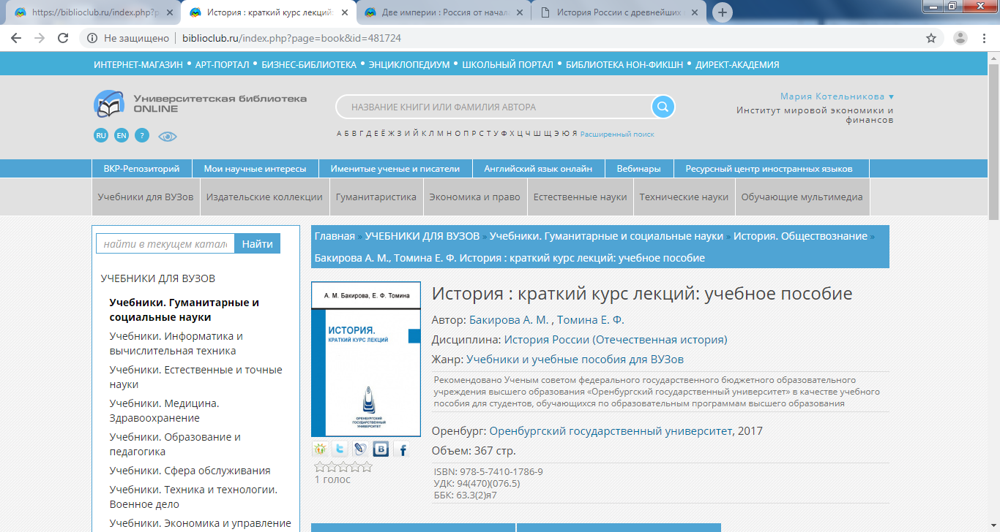 https://biblioclub.ru/index.php?p
История : краткий курс лекций:
Две империи : Россия от начал
История России с древнейших
Не защищено
biblioclub.ru/index.php?page=book&id=481724
ИНТЕРНЕТ-МАГАЗИН • АРТ-ПОРТАЛ • БИЗНЕС-БИБЛИОТЕКА • ЭНЦИКЛОПЕДИУМ • ШКОЛЬНЫЙ ПОРТАЛ • БИБЛИОТЕКА НОН-ФИКШН • ДИРЕКТ-АКАДЕМИЯ
Университетская библиотека
ONLINE
RU EN ?
НАЗВАНИЕ КНИГИ ИЛИ ФАМИЛИЯ АВТОРА
А Б В Г Д Е Ё Ж З И Й К Л М Н О П Р С Т У Ф Х Ц Ч Ш Щ Э Ю Я Расширенный поиск
Мария Котельникова ▼
Институт мировой экономики и
финансов
ВКР-Репозиторий
Мои научные интересы
Именитые ученые и писатели
Английский язык онлайн
Вебинары
Ресурсный центр иностранных языков
Учебники для ВУЗов
Издательские коллекции
Гуманитаристика
Экономика и право
Естественные науки
Технические науки
Обучающие мультимедиа
найти в текущем катал
Найти
УЧЕБНИКИ ДЛЯ ВУЗОВ
Учебники. Гуманитарные и
социальные науки
Учебники. Информатика и
вычислительная техника
Учебники. Естественные и точные
науки
Учебники. Медицина.
Здравоохранение
Учебники. Образование и
педагогика
Учебники. Сфера обслуживания
Учебники. Техника и технологии.
Военное дело
Учебники. Экономика и управление
Главная » УЧЕБНИКИ ДЛЯ ВУЗОВ » Учебники. Гуманитарные и социальные науки » История. Обществознание »
Бакирова А. М., Томина Е. Ф. История : краткий курс лекций: учебное пособие
А. М. Бакирова, Е. Ф. Томина
ИСТОРИЯ.
КРАТКИЙ КУРС ЛЕКЦИЙ
ОРЕНБУРГСКИЙ
ГОСУДАРСТВЕННЫЙ
УНИВЕРСИТЕТ
1 голос
История : краткий курс лекций: учебное пособие
Автор: Бакирова А. М. , Томина Е. Ф.
Дисциплина: История России (Отечественная история)
Жанр: Учебники и учебные пособия для ВУЗов
Рекомендовано Ученым советом федерального государственного бюджетного образовательного
учреждения высшего образования «Оренбургский государственный университет» в качестве учебного
пособия для студентов, обучающихся по образовательным программам высшего образования
Оренбург: Оренбургский государственный университет, 2017
Объем: 367 стр.
ISBN: 978-5-7410-1786-9
УДК: 94(470)(076.5)
ББК: 63.3(2)я7